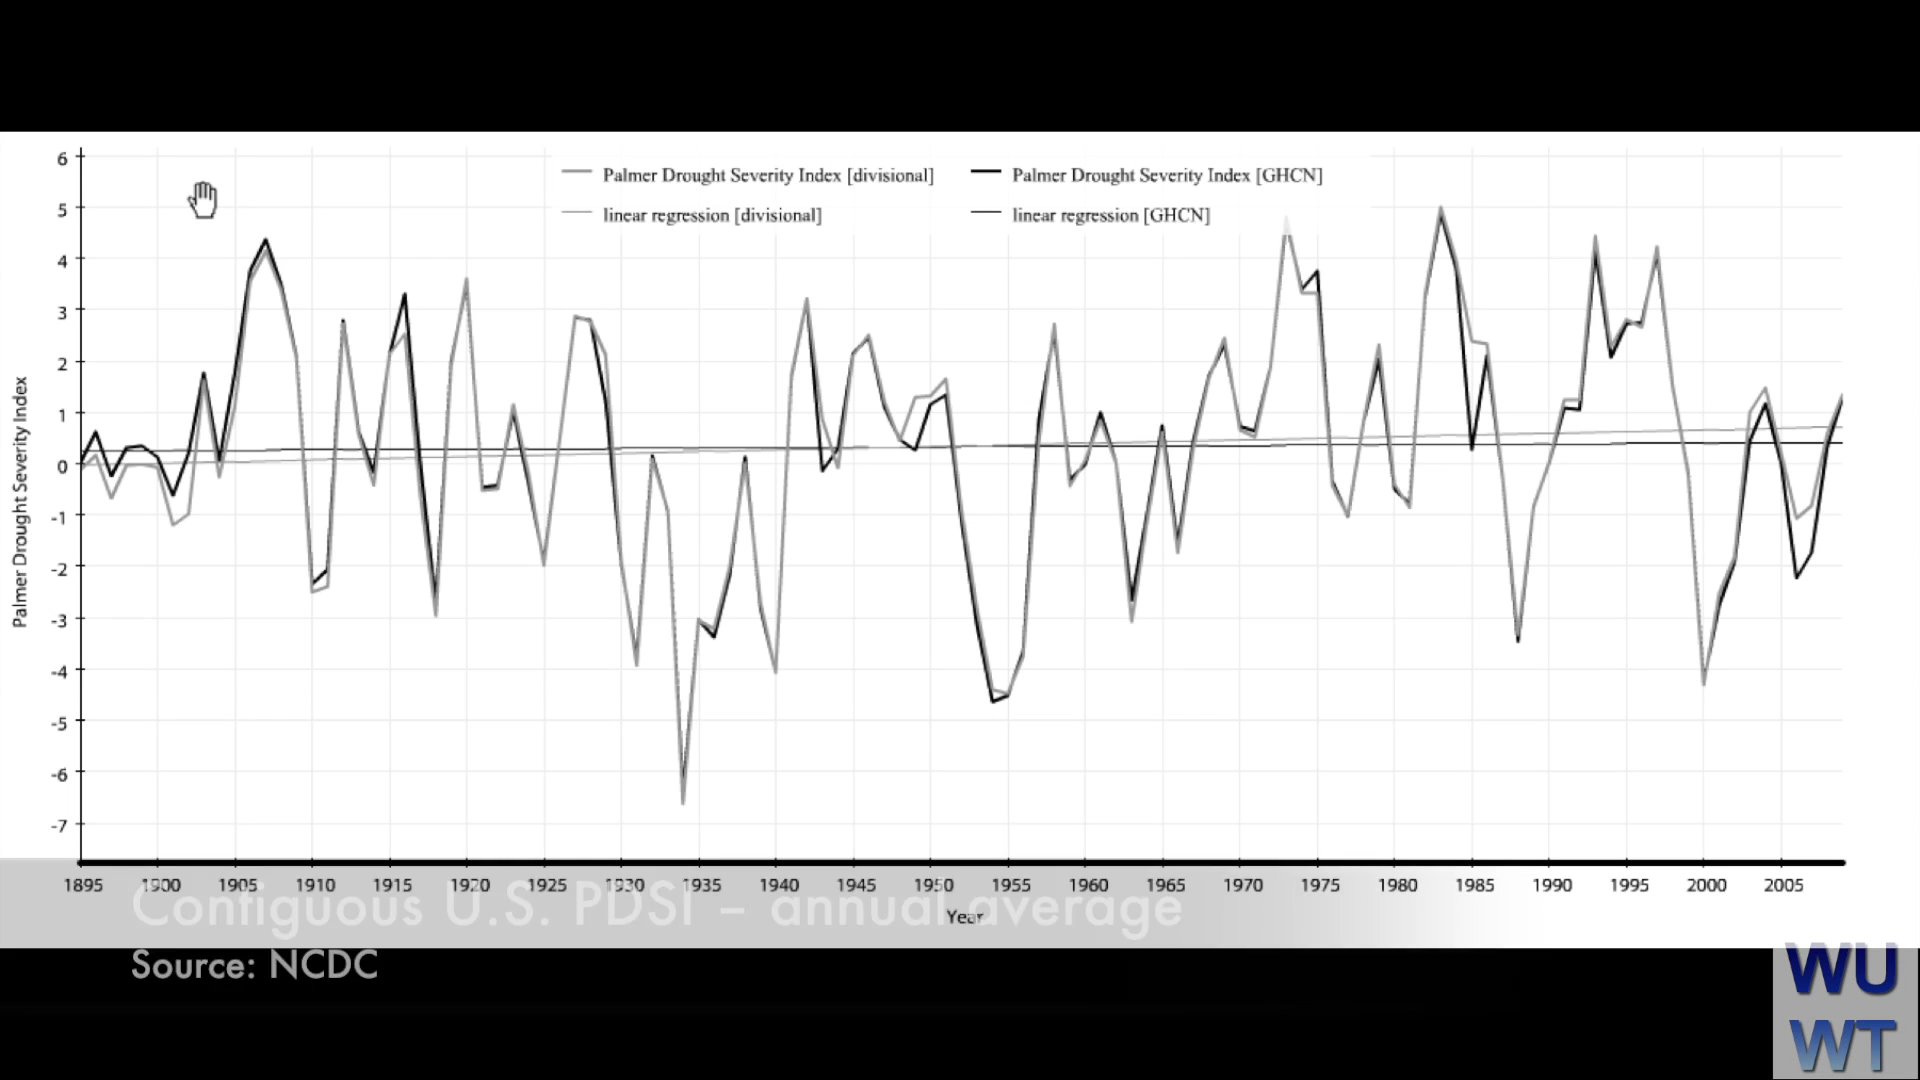 Palmer Drought Severity Index [divisional]
Palmer Drought Severity Index [GHCN]
linear regression [divisional]
linear regression [GHCN]
Palmer Drought Severity Index
6
5
4
3
2
1
0
-1
-2
-3
-4
-5
-6
-7
1895 1900 1905 1910 1915 1920 1925 1930 1935 1940 1945 1950 1955 1960 1965 1970 1975 1980 1985 1990 1995 2000 2005
Year
Contiguous U.S. PDSI – annual average
Source: NCDC
WU
WT